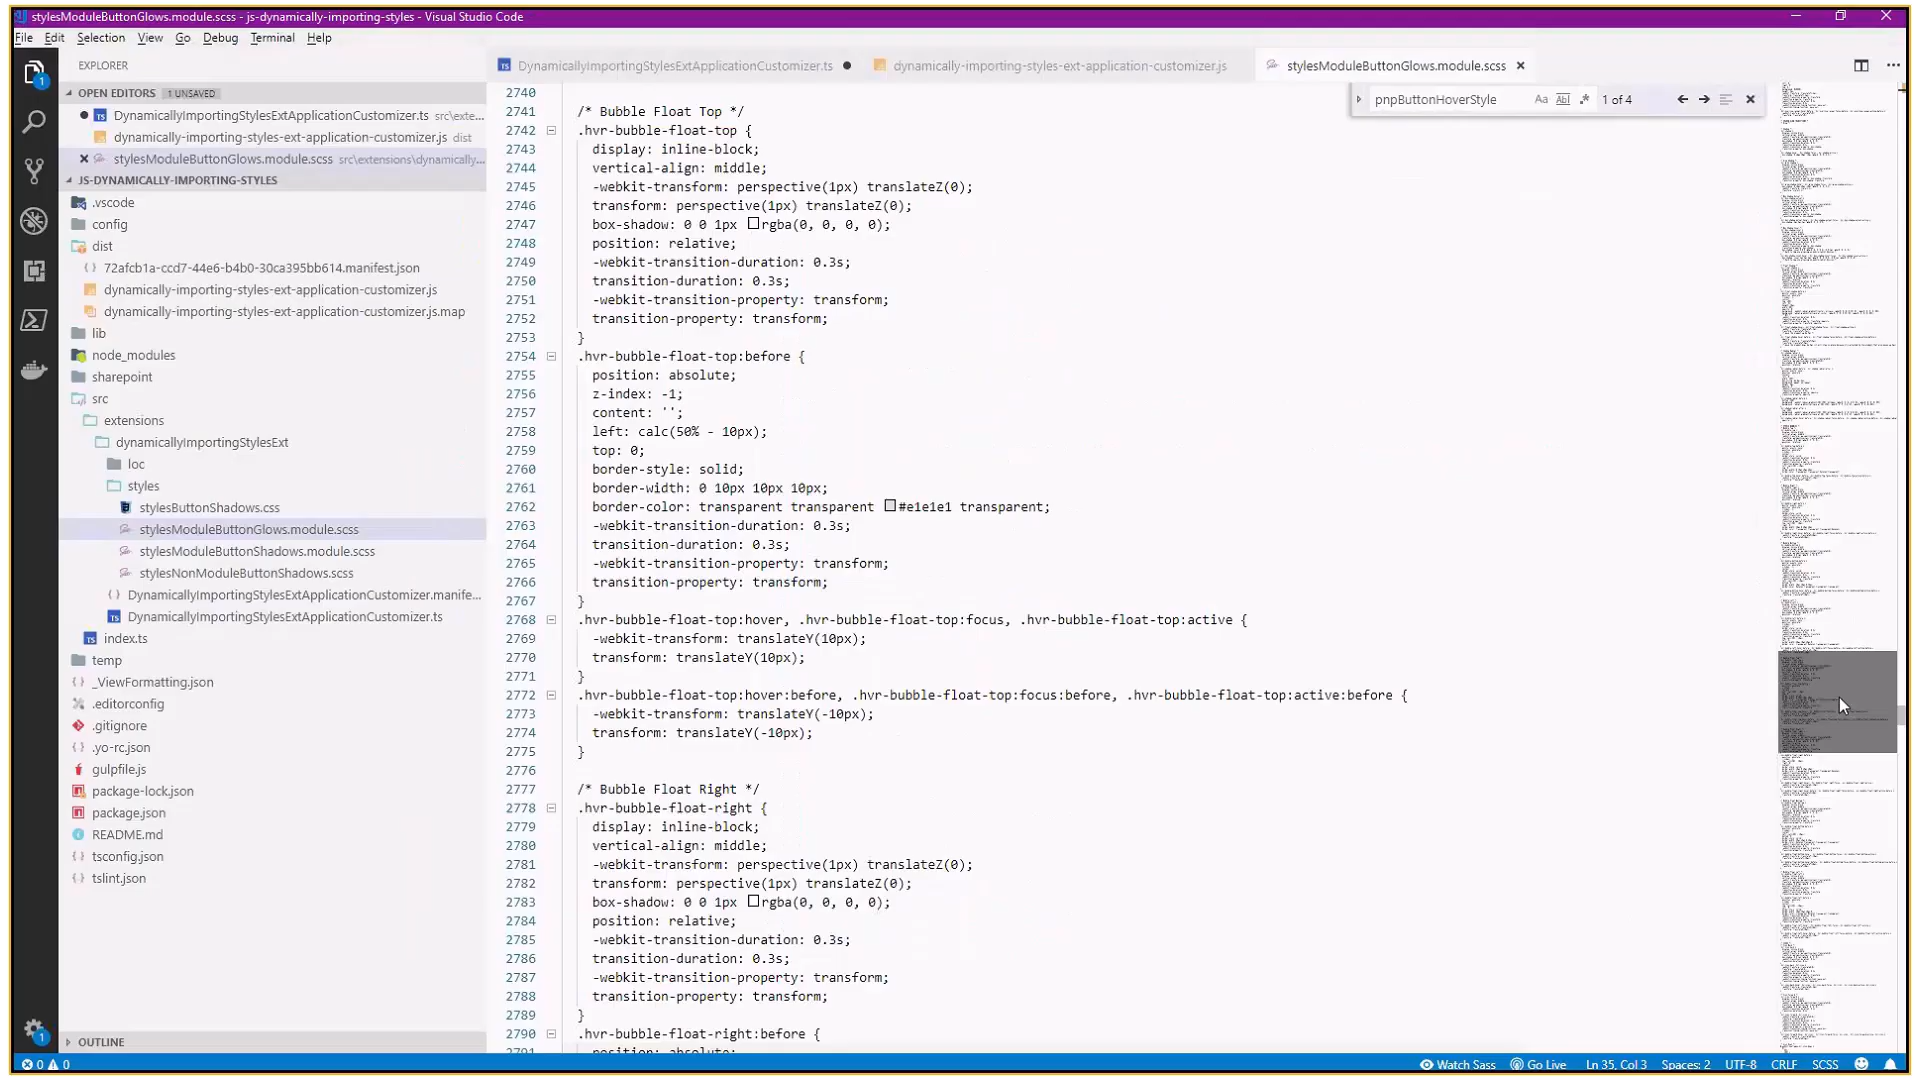 stylesModuleButtonGlows.module.scss - js-dynamically-importing-styles - Visual Studio Code
File Edit Selection View Go Debug Terminal Help
EXPLORER
OPEN EDITORS 1 UNSAVED
DynamicallyImportingStylesExtApplicationCustomizer.ts src\exte...
dynamically-importing-styles-ext-application-customizer.js dist
stylesModuleButtonGlows.module.scss src\extensions\dynamically...
JS-DYNAMICALLY-IMPORTING-STYLES
.vscode
config
dist
72afcb1a-ccd7-44e6-b4b0-30ca395bb614.manifest.json
dynamically-importing-styles-ext-application-customizer.js
dynamically-importing-styles-ext-application-customizer.js.map
lib
node_modules
sharepoint
src
extensions
dynamicallyImportingStylesExt
loc
styles
stylesButtonShadows.css
stylesModuleButtonGlows.module.scss
stylesModuleButtonShadows.module.scss
stylesNonModuleButtonShadows.scss
DynamicallyImportingStylesExtApplicationCustomizer.manife...
DynamicallyImportingStylesExtApplicationCustomizer.ts
index.ts
temp
_ViewFormatting.json
.editorconfig
.gitignore
.yo-rc.json
gulpfile.js
package-lock.json
package.json
README.md
tsconfig.json
tslint.json
OUTLINE
DynamicallyImportingStylesExtApplicationCustomizer.ts
dynamically-importing-styles-ext-application-customizer.js
stylesModuleButtonGlows.module.scss
pnpButtonHoverStyle Aa Abl .* 1 of 4
2740
2741 /* Bubble Float Top */
2742 .hvr-bubble-float-top {
2743 display: inline-block;
2744 vertical-align: middle;
2745 -webkit-transform: perspective(1px) translateZ(0);
2746 transform: perspective(1px) translateZ(0);
2747 box-shadow: 0 0 1px rgba(0, 0, 0, 0);
2748 position: relative;
2749 -webkit-transition-duration: 0.3s;
2750 transition-duration: 0.3s;
2751 -webkit-transition-property: transform;
2752 transition-property: transform;
2753 }
2754 .hvr-bubble-float-top:before {
2755 position: absolute;
2756 z-index: -1;
2757 content: '';
2758 left: calc(50% - 10px);
2759 top: 0;
2760 border-style: solid;
2761 border-width: 0 10px 10px 10px;
2762 border-color: transparent transparent #e1e1e1 transparent;
2763 -webkit-transition-duration: 0.3s;
2764 transition-duration: 0.3s;
2765 -webkit-transition-property: transform;
2766 transition-property: transform;
2767 }
2768 .hvr-bubble-float-top:hover, .hvr-bubble-float-top:focus, .hvr-bubble-float-top:active {
2769 -webkit-transform: translateY(10px);
2770 transform: translateY(10px);
2771 }
2772 .hvr-bubble-float-top:hover:before, .hvr-bubble-float-top:focus:before, .hvr-bubble-float-top:active:before {
2773 -webkit-transform: translateY(-10px);
2774 transform: translateY(-10px);
2775 }
2776
2777 /* Bubble Float Right */
2778 .hvr-bubble-float-right {
2779 display: inline-block;
2780 vertical-align: middle;
2781 -webkit-transform: perspective(1px) translateZ(0);
2782 transform: perspective(1px) translateZ(0);
2783 box-shadow: 0 0 1px rgba(0, 0, 0, 0);
2784 position: relative;
2785 -webkit-transition-duration: 0.3s;
2786 transition-duration: 0.3s;
2787 -webkit-transition-property: transform;
2788 transition-property: transform;
2789 }
2790 .hvr-bubble-float-right:before {
2791 position: absolute;
0 0 Watch Sass Go Live Ln 35, Col 3 Spaces: 2 UTF-8 CRLF SCSS